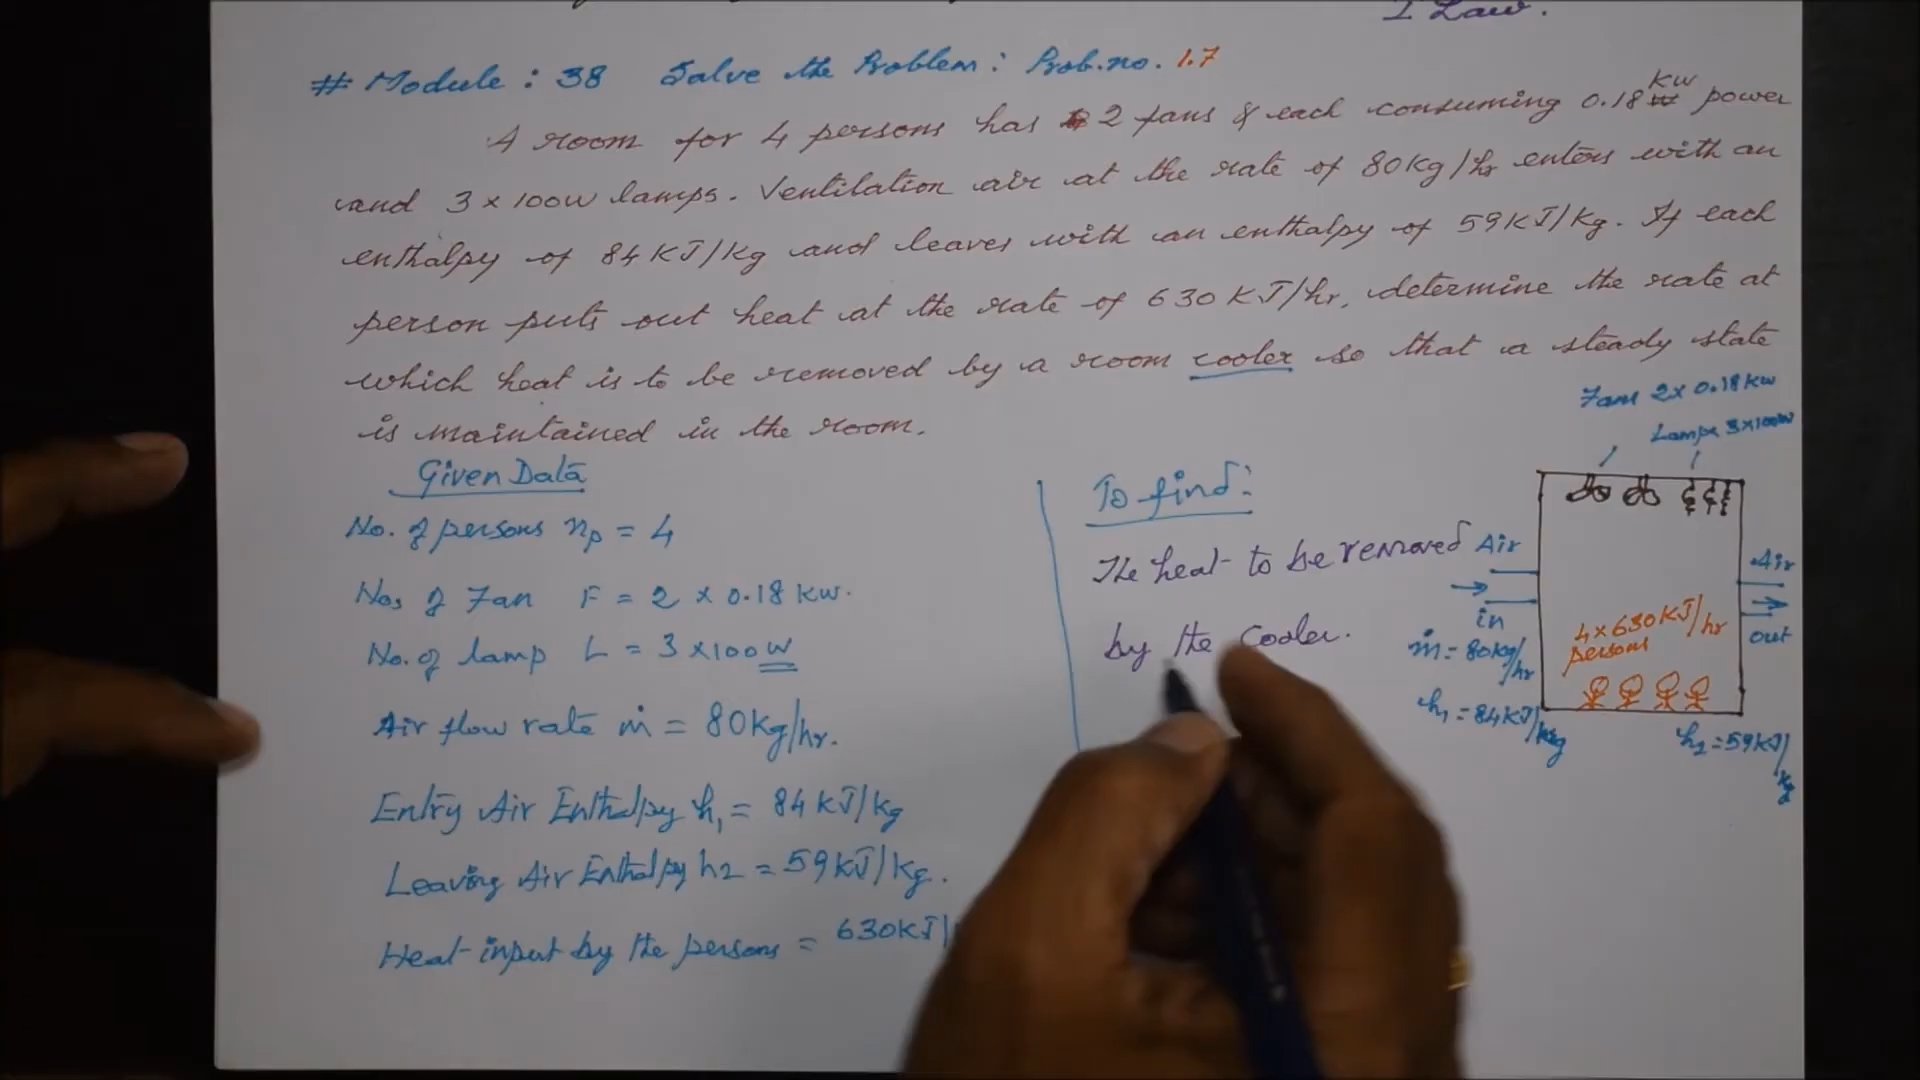 I Law.
# Module : 38 Solve the Problem : Prob.no. 1.7
A room for 4 persons has 2 fans & each consuming 0.18 KW power
and 3 x 100W lamps. Ventilation air at the rate of 80Kg/hr enters with an
enthalpy of 84 KJ/Kg and leaves with an enthalpy of 59KJ/Kg. If each
person puts out heat at the rate of 630 KJ/hr, determine the rate at
which heat is to be removed by a room cooler so that a steady state
is maintained in the room.
Given Data
No. of persons np = 4
Nos of Fan F = 2 x 0.18 KW.
No. of lamp L = 3 x100 W
Air flow rate ṁ = 80Kg/hr.
Entry Air Enthalpy h1 = 84 KJ/Kg
Leaving Air Enthalpy h2 = 59KJ/Kg.
Heat input by the persons = 630KJ/
To find:
The heat to be removed
by the Cooler.
Fans 2x 0.18 KW
Lamps 3x100W
Air
in
ṁ = 80Kg/hr
h1 = 84KJ/Kg
4x630KJ/hr
persons
Air
out
h2 = 59KJ/Kg